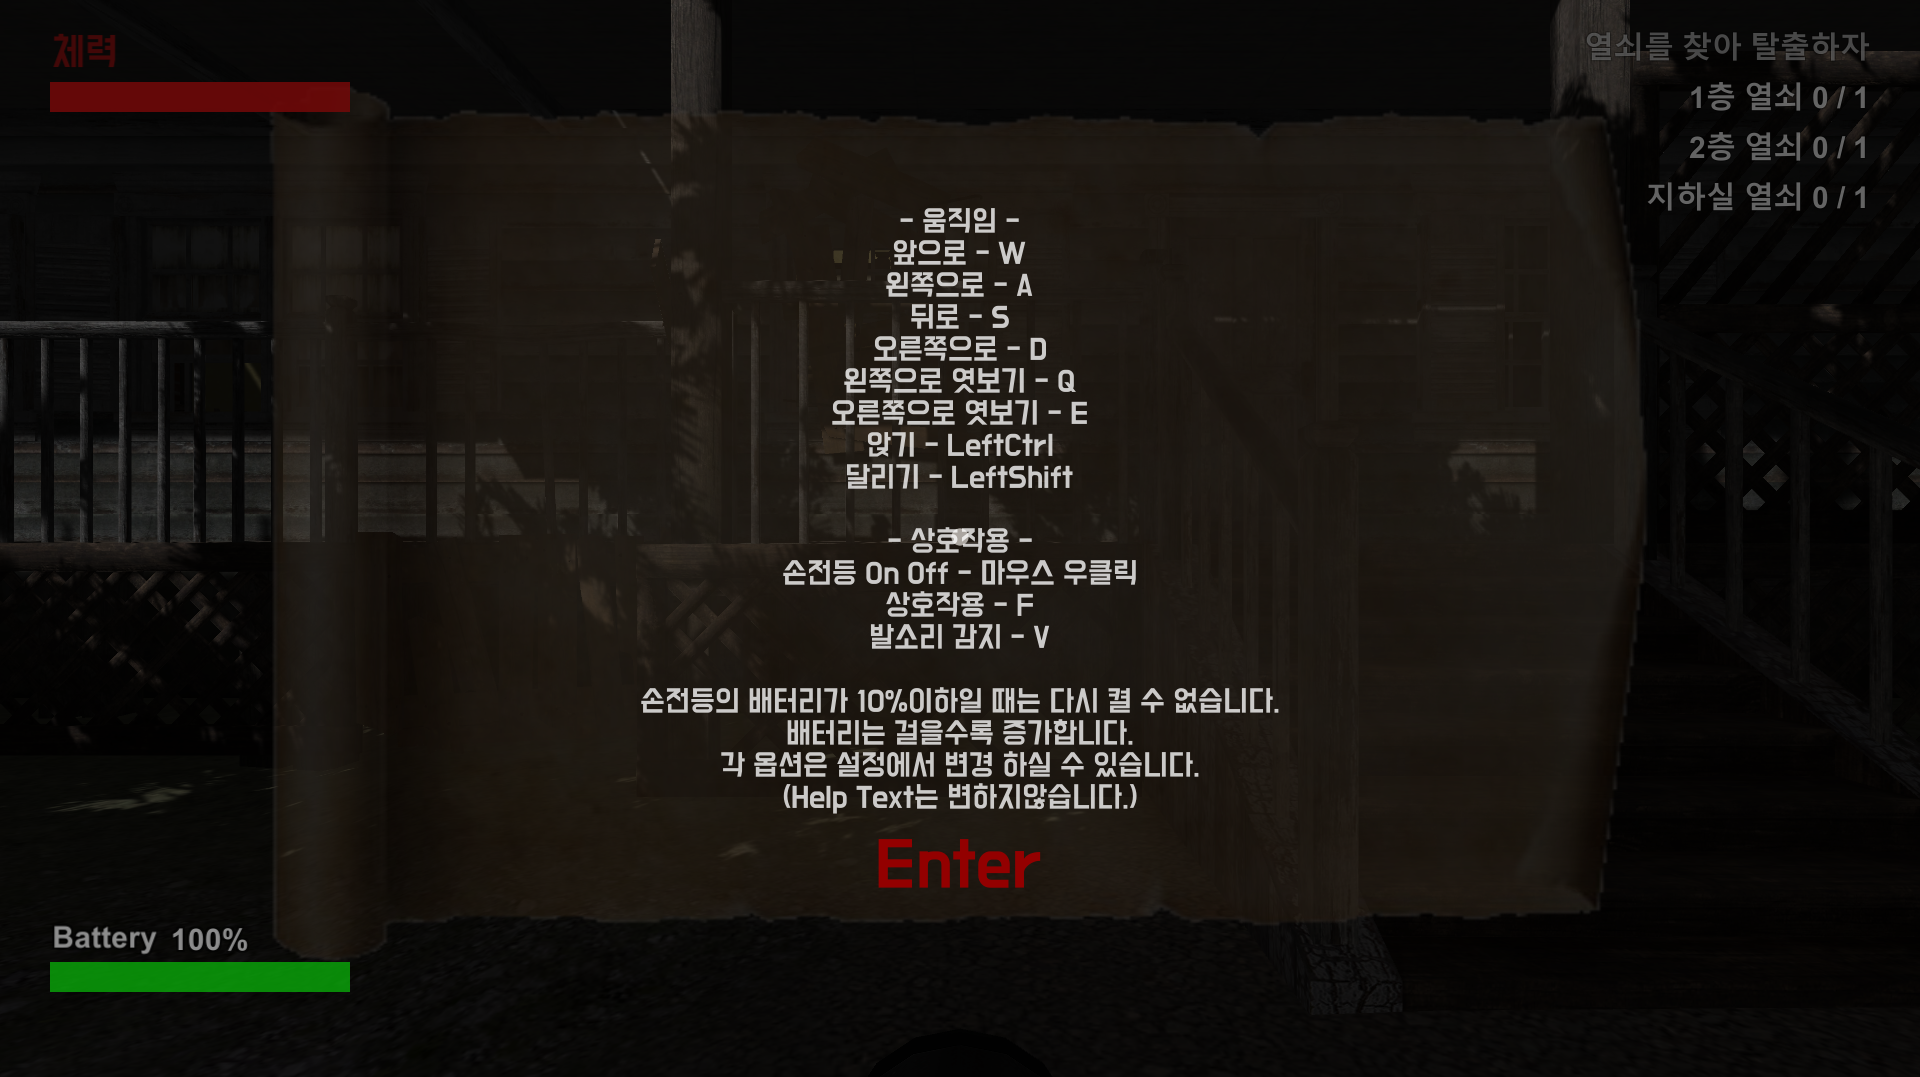 체력
열쇠를 찾아 탈출하자
1층 열쇠 0 / 1
2층 열쇠 0 / 1
지하실 열쇠 0 / 1
- 움직임 -
앞으로 - W
왼쪽으로 - A
뒤로 - S
오른쪽으로 - D
왼쪽으로 엿보기 - Q
오른쪽으로 엿보기 - E
앉기 - LeftCtrl
달리기 - LeftShift
- 상호작용 -
손전등 On Off - 마우스 우클릭
상호작용 - F
발소리 감지 - V
손전등의 배터리가 10%이하일 때는 다시 켤 수 없습니다.
배터리는 걸을수록 증가합니다.
각 옵션은 설정에서 변경 하실 수 있습니다.
(Help Text는 변하지않습니다.)
Enter
Battery 100%